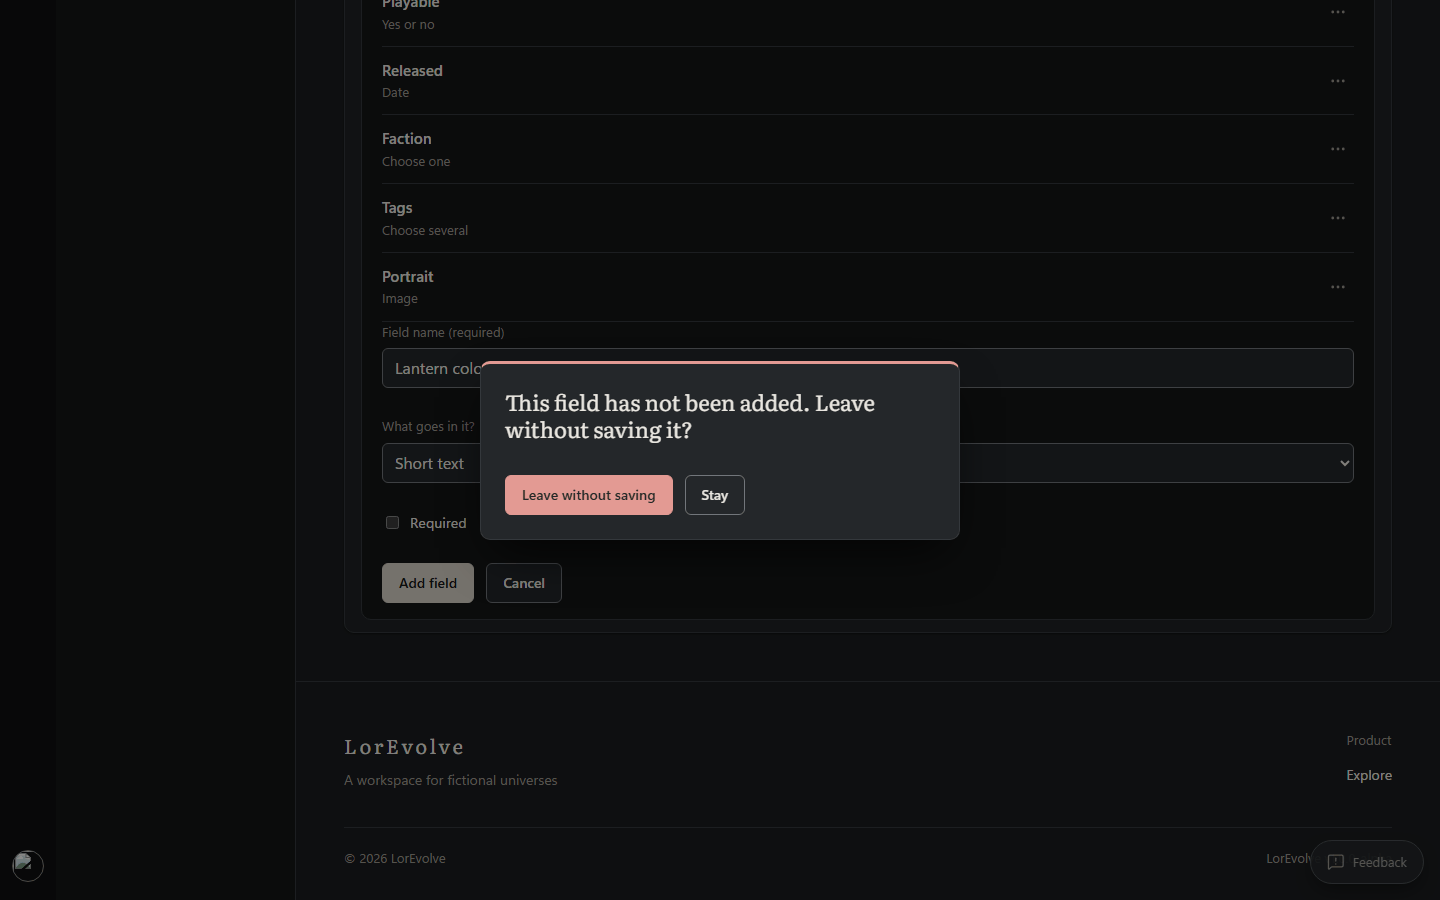 Playable
Yes or no
Released
Date
Faction
Choose one
Tags
Choose several
Portrait
Image
Field name (required)
Lantern colo
This field has not been added. Leave
without saving it?
What goes in it?
Short text
Leave without saving
Stay
Required
Add field
Cancel
LorEvolve
Product
A workspace for fictional universes
Explore
© 2026 LorEvolve
LorEvolv
Feedback